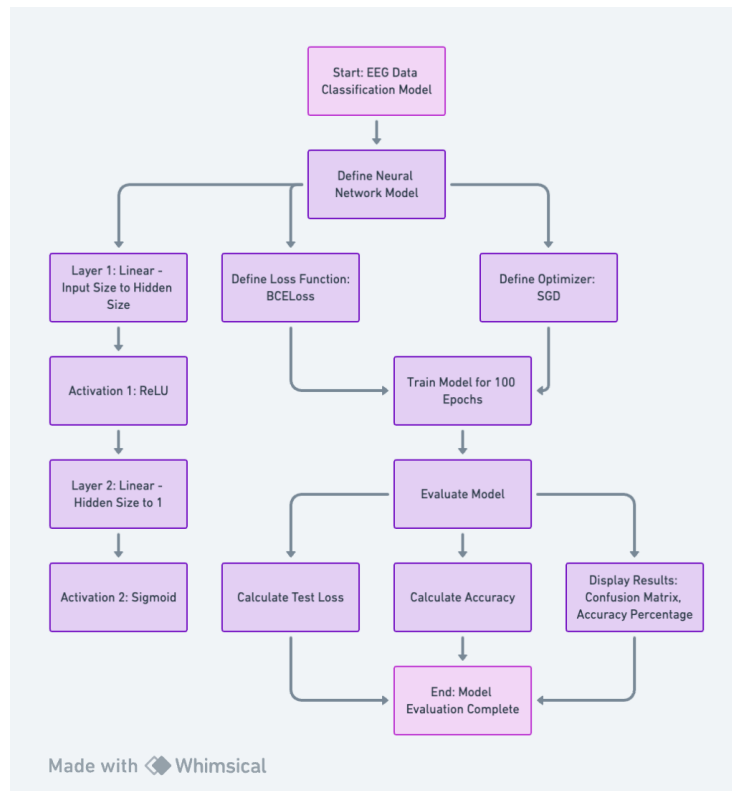 Start: EEG Data
Classification Model
Define Neural
Network Model
Layer 1: Linear -
Input Size to Hidden
Size
Define Loss Function:
BCELoss
Define Optimizer:
SGD
Activation 1: ReLU
Train Model for 100
Epochs
Layer 2: Linear -
Hidden Size to 1
Evaluate Model
Activation 2: Sigmoid
Calculate Test Loss
Calculate Accuracy
Display Results:
Confusion Matrix,
Accuracy Percentage
End: Model
Evaluation Complete
Made with Whimsical